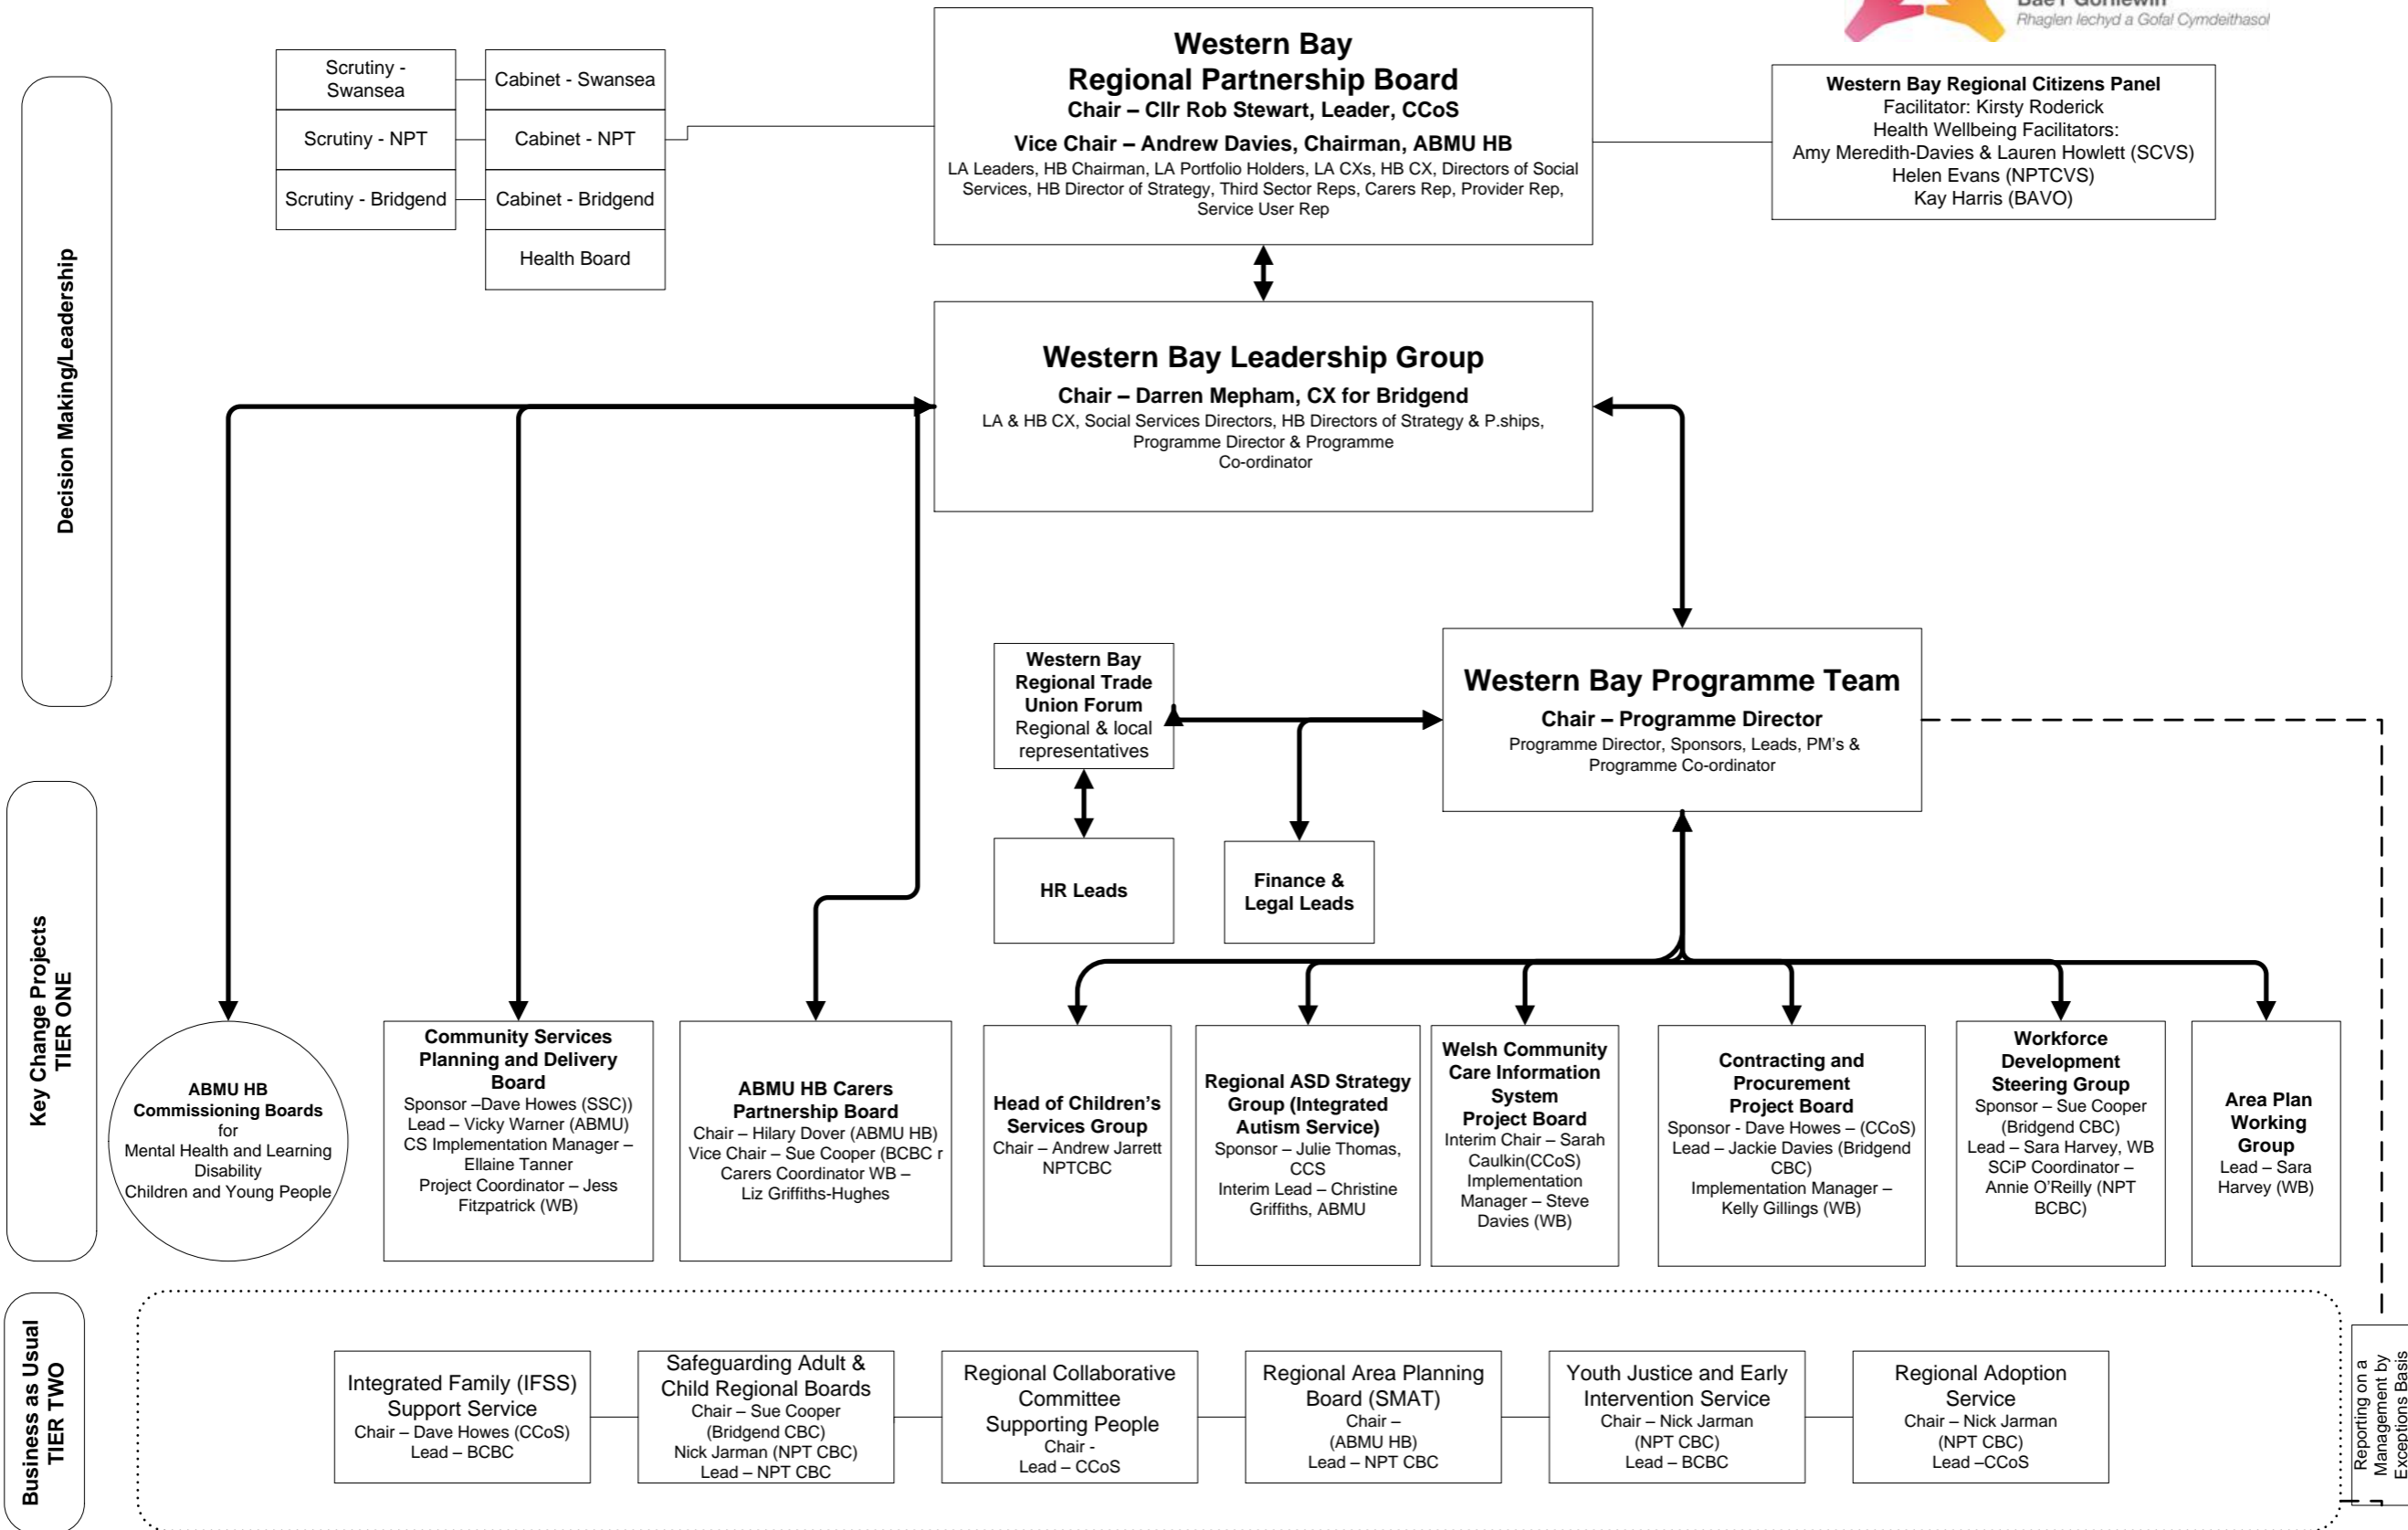 Rhaglen Iechyd a Gofal Cymdeithasol
Scrutiny -
Swansea
Cabinet - Swansea
Scrutiny - NPT
Cabinet - NPT
Scrutiny - Bridgend
Cabinet - Bridgend
Health Board
Western Bay
Regional Partnership Board
Chair – Cllr Rob Stewart, Leader, CCoS
Vice Chair – Andrew Davies, Chairman, ABMU HB
LA Leaders, HB Chairman, LA Portfolio Holders, LA CXs, HB CX, Directors of Social
Services, HB Director of Strategy, Third Sector Reps, Carers Rep, Provider Rep,
Service User Rep
Western Bay Regional Citizens Panel
Facilitator: Kirsty Roderick
Health Wellbeing Facilitators:
Amy Meredith-Davies & Lauren Howlett (SCVS)
Helen Evans (NPTCVS)
Kay Harris (BAVO)
Decision Making/Leadership
Western Bay Leadership Group
Chair – Darren Mepham, CX for Bridgend
LA & HB CX, Social Services Directors, HB Directors of Strategy & P.ships,
Programme Director & Programme
Co-ordinator
Western Bay
Regional Trade
Union Forum
Regional & local
representatives
Western Bay Programme Team
Chair – Programme Director
Programme Director, Sponsors, Leads, PM's &
Programme Co-ordinator
HR Leads
Finance &
Legal Leads
Key Change Projects
TIER ONE
ABMU HB
Commissioning Boards
for
Mental Health and Learning
Disability
Children and Young People
Community Services
Planning and Delivery
Board
Sponsor –Dave Howes (SSC))
Lead – Vicky Warner (ABMU)
CS Implementation Manager –
Ellaine Tanner
Project Coordinator – Jess
Fitzpatrick (WB)
ABMU HB Carers
Partnership Board
Chair – Hilary Dover (ABMU HB)
Vice Chair – Sue Cooper (BCBC r
Carers Coordinator WB –
Liz Griffiths-Hughes
Head of Children's
Services Group
Chair – Andrew Jarrett
NPTCBC
Regional ASD Strategy
Group (Integrated
Autism Service)
Sponsor – Julie Thomas,
CCS
Interim Lead – Christine
Griffiths, ABMU
Welsh Community
Care Information
System
Project Board
Interim Chair – Sarah
Caulkin(CCoS)
Implementation
Manager – Steve
Davies (WB)
Contracting and
Procurement
Project Board
Sponsor - Dave Howes – (CCoS)
Lead – Jackie Davies (Bridgend
CBC)
Implementation Manager –
Kelly Gillings (WB)
Workforce
Development
Steering Group
Sponsor – Sue Cooper
(Bridgend CBC)
Lead – Sara Harvey, WB
SCiP Coordinator –
Annie O'Reilly (NPT
BCBC)
Area Plan
Working
Group
Lead – Sara
Harvey (WB)
Business as Usual
TIER TWO
Integrated Family (IFSS)
Support Service
Chair – Dave Howes (CCoS)
Lead – BCBC
Safeguarding Adult &
Child Regional Boards
Chair – Sue Cooper
(Bridgend CBC)
Nick Jarman (NPT CBC)
Lead – NPT CBC
Regional Collaborative
Committee
Supporting People
Chair -
Lead – CCoS
Regional Area Planning
Board (SMAT)
Chair –
(ABMU HB)
Lead – NPT CBC
Youth Justice and Early
Intervention Service
Chair – Nick Jarman
(NPT CBC)
Lead – BCBC
Regional Adoption
Service
Chair – Nick Jarman
(NPT CBC)
Lead –CCoS
Reporting on a
Management by
Exceptions Basis